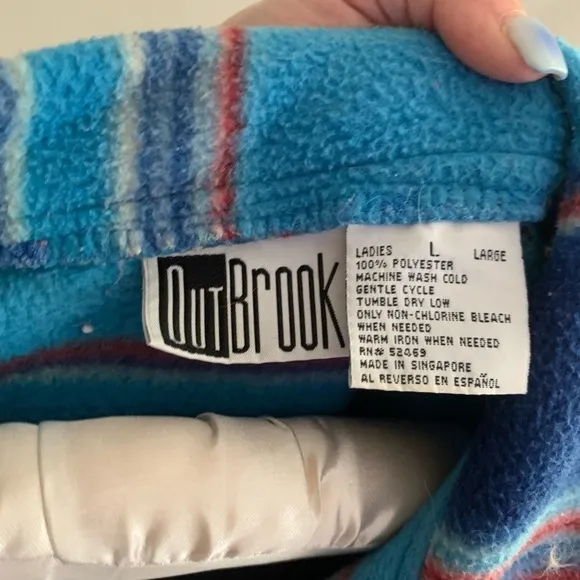 OutBrook
LADIES L LARGE
100% POLYESTER
MACHINE WASH COLD
GENTLE CYCLE
TUMBLE DRY LOW
ONLY NON-CHLORINE BLEACH
WHEN NEEDED
WARM IRON WHEN NEEDED
RN# 52469
MADE IN SINGAPORE
AL REVERSO EN ESPAÑOL